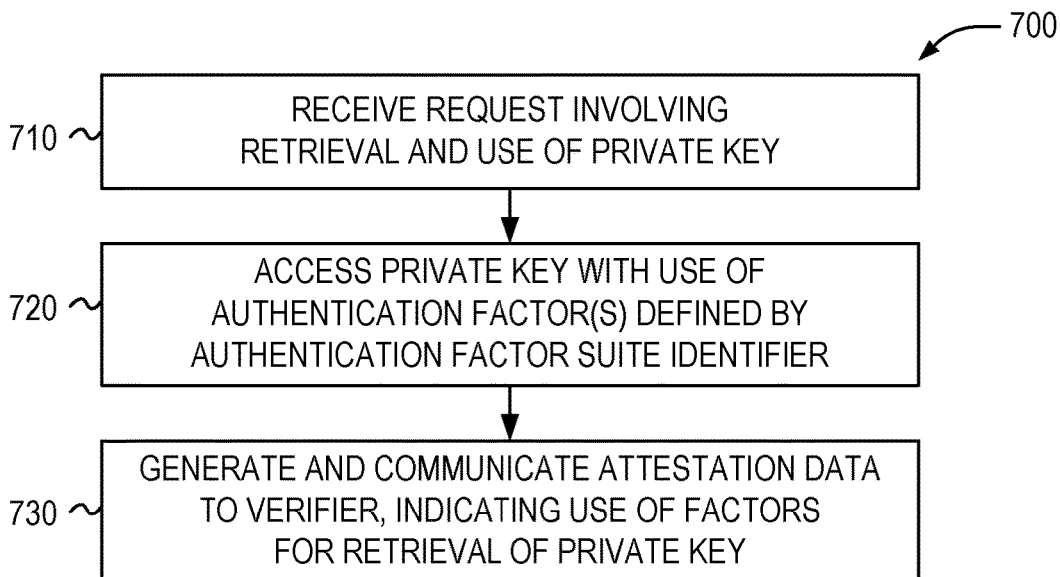 700
710
RECEIVE REQUEST INVOLVING
RETRIEVAL AND USE OF PRIVATE KEY
720
ACCESS PRIVATE KEY WITH USE OF
AUTHENTICATION FACTOR(S) DEFINED BY
AUTHENTICATION FACTOR SUITE IDENTIFIER
730
GENERATE AND COMMUNICATE ATTESTATION DATA
TO VERIFIER, INDICATING USE OF FACTORS
FOR RETRIEVAL OF PRIVATE KEY